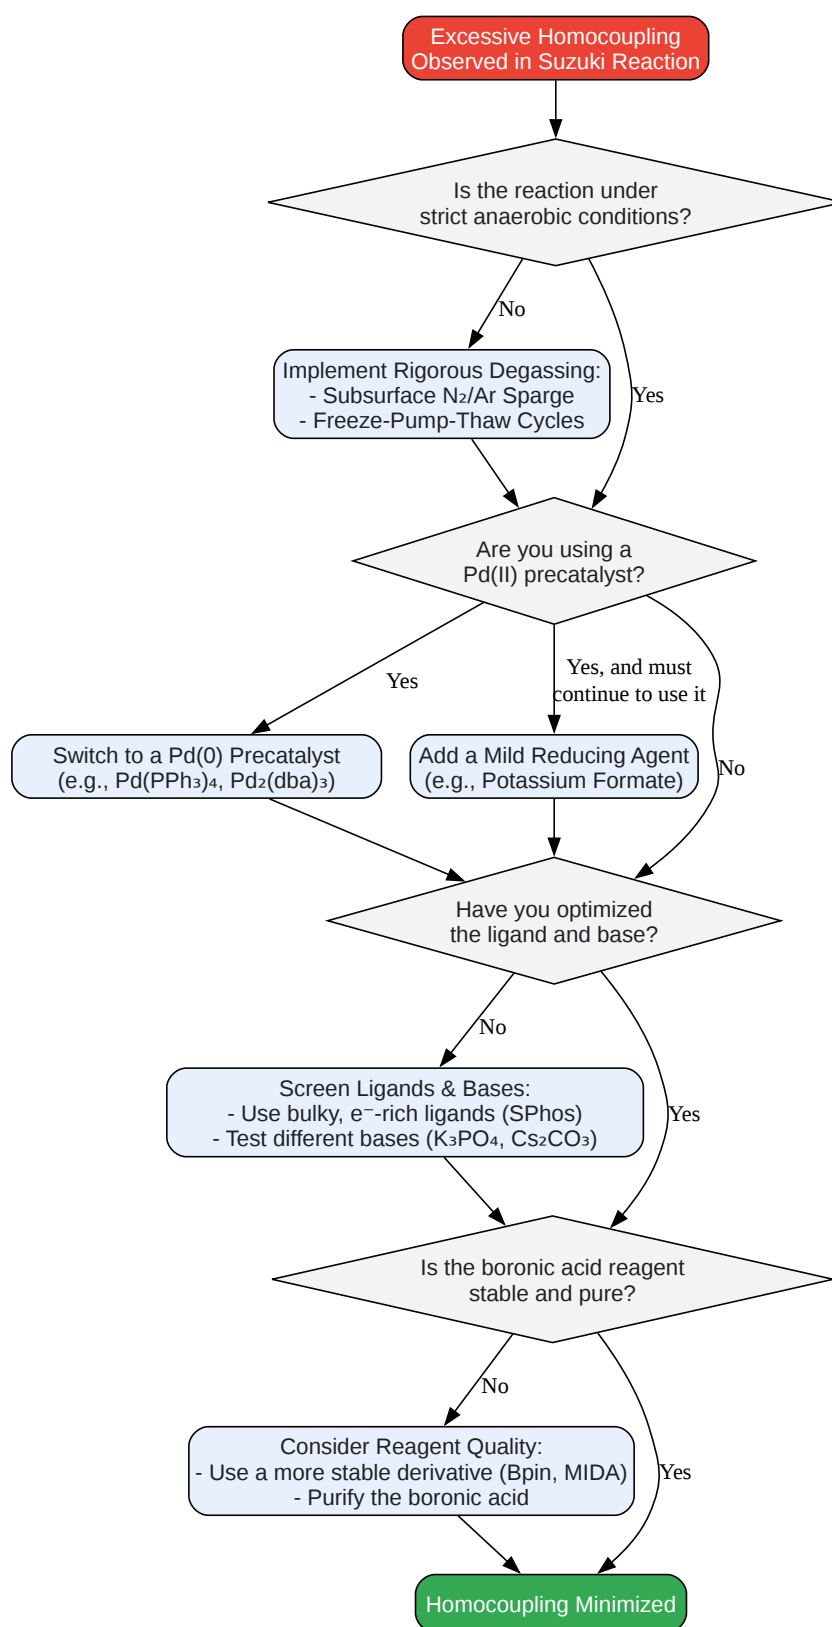 Excessive Homocoupling
Observed in Suzuki Reaction
Is the reaction under
strict anaerobic conditions?
No
Implement Rigorous Degassing:
- Subsurface N₂/Ar Sparge
- Freeze-Pump-Thaw Cycles
Yes
Are you using a
Pd(II) precatalyst?
Yes
Yes, and must
continue to use it
Switch to a Pd(0) Precatalyst
(e.g., Pd(PPh₃)₄, Pd₂(dba)₃)
Add a Mild Reducing Agent
(e.g., Potassium Formate)
No
Have you optimized
the ligand and base?
No
Screen Ligands & Bases:
- Use bulky, e⁻-rich ligands (SPhos)
- Test different bases (K₃PO₄, Cs₂CO₃)
Yes
Is the boronic acid reagent
stable and pure?
No
Consider Reagent Quality:
- Use a more stable derivative (Bpin, MIDA)
- Purify the boronic acid
Yes
Homocoupling Minimized